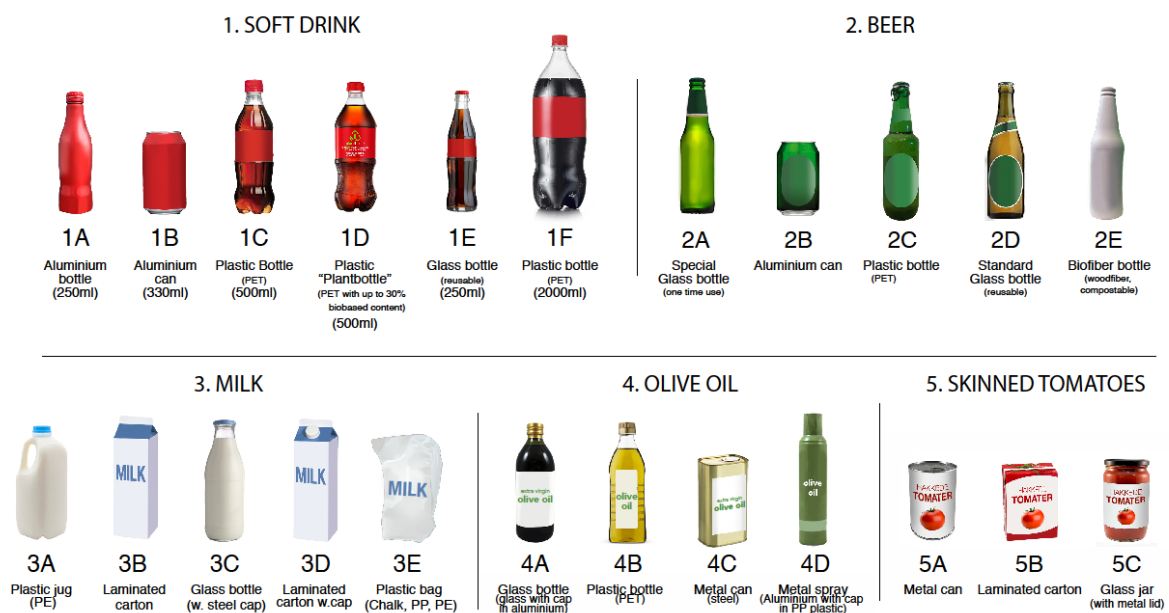 1. SOFT DRINK
1A
Aluminium
bottle
(250ml)
1B
Aluminium
can
(330ml)
1C
Plastic Bottle
(PET)
(500ml)
1D
Plastic
“Plantbottle”
(PET with up to 30%
biobased content)
(500ml)
1E
Glass bottle
(reusable)
(250ml)
1F
Plastic bottle
(PET)
(2000ml)
2. BEER
2A
Special
Glass bottle
(one time use)
2B
Aluminium can
2C
Plastic bottle
(PET)
2D
Standard
Glass bottle
(reusable)
2E
Biofiber bottle
(woodfiber,
compostable)
3. MILK
3A
Plastic jug
(PE)
MILK
3B
Laminated
carton
3C
Glass bottle
(w. steel cap)
MILK
3D
Laminated
carton w.cap
MILK
3E
Plastic bag
(Chalk, PP, PE)
4. OLIVE OIL
extra virgin
olive oil
4A
Glass bottle
(glass with cap
in aluminium)
olive
oil
4B
Plastic bottle
(PET)
extra virgin
olive oil
4C
Metal can
(steel)
olive
oil
4D
Metal spray
(Aluminium with cap
in PP plastic)
5. SKINNED TOMATOES
HAKKEDE
TOMATER
5A
Metal can
HAKKEDE
TOMATER
5B
Laminated carton
HAKKEDE
TOMATER
5C
Glass jar
(with metal lid)